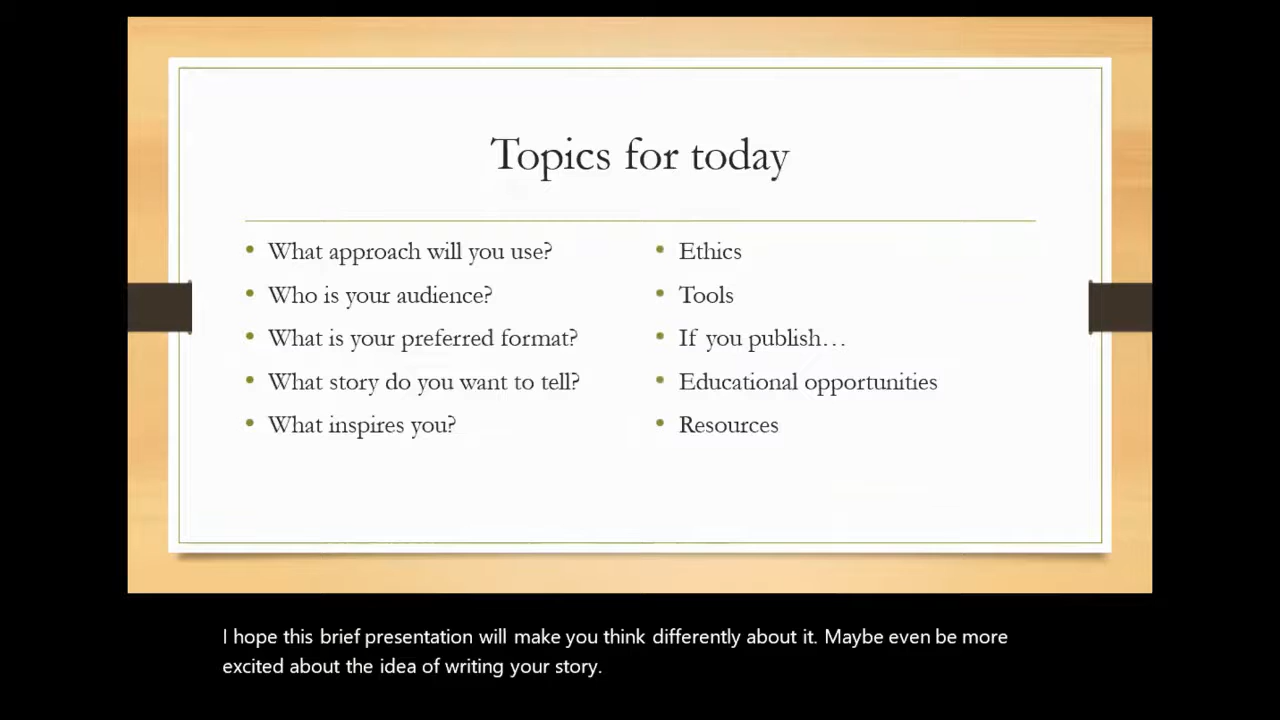 Topics for today
What approach will you use?
Who is your audience?
What is your preferred format?
What story do you want to tell?
What inspires you?
Ethics
Tools
If you publish…
Educational opportunities
Resources
I hope this brief presentation will make you think differently about it. Maybe even be more
excited about the idea of writing your story.